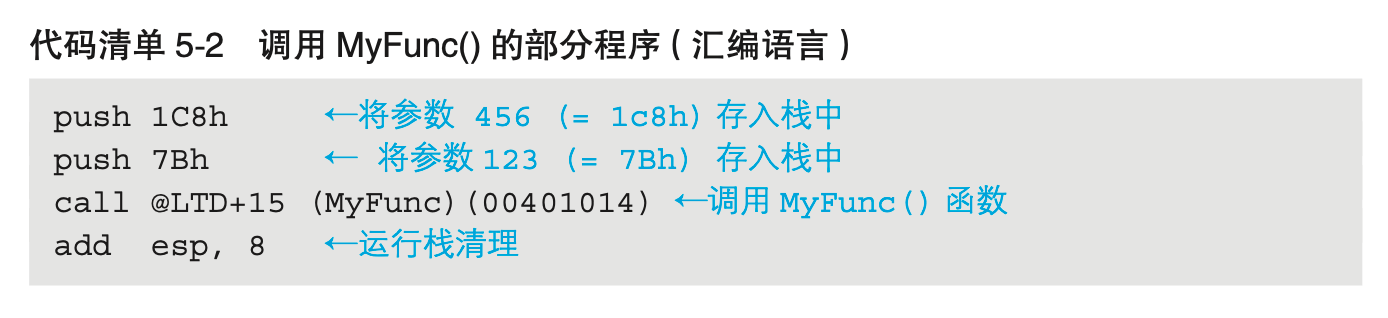 代码清单 5-2 调用 MyFunc() 的部分程序（汇编语言）
push 1C8h ←将参数 456 (= 1c8h) 存入栈中
push 7Bh ← 将参数 123 (= 7Bh) 存入栈中
call @LTD+15 (MyFunc)(00401014) ←调用 MyFunc() 函数
add esp, 8 ←运行栈清理